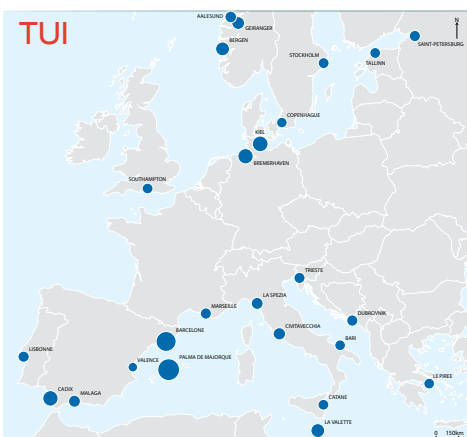 TUI
AALESUND
GEIRANGER
BERGEN
STOCKHOLM
TALLINN
N
SAINT-PETERSBURG
COPENHAGUE
KIEL
BREMERHAVEN
SOUTHAMPTON
TRIESTE
MARSEILLE
LA SPEZIA
DUBROVNIK
BARCELONE
CIVITAVECCHIA
BARI
LISBONNE
VALENCE
PALMA DE MAJORQUE
LE PIREE
CADIX
MALAGA
CATANE
LA VALETTE
0 150km